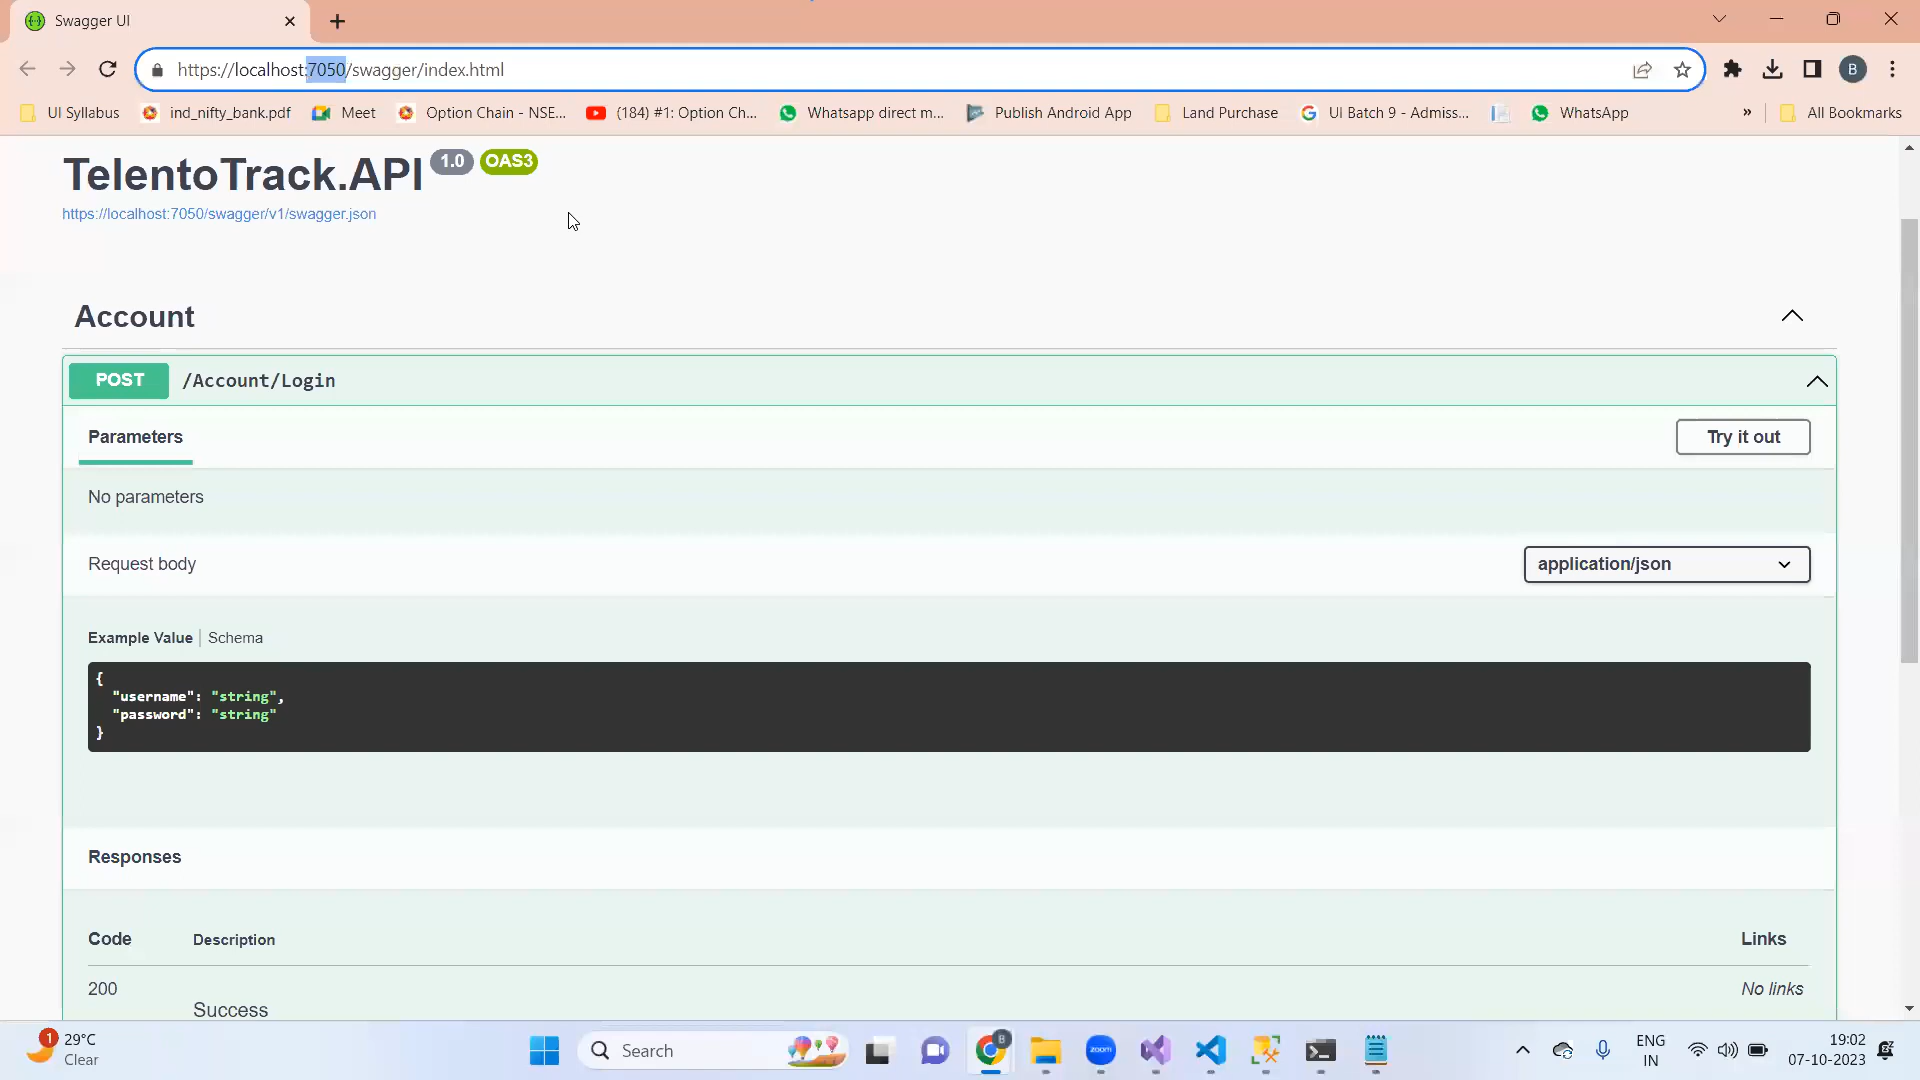 Swagger UI
https://localhost:7050/swagger/index.html
B
UI Syllabus
ind_nifty_bank.pdf
Meet
Option Chain - NSE...
(184) #1: Option Ch...
Whatsapp direct m...
Publish Android App
Land Purchase
UI Batch 9 - Admiss...
WhatsApp
»
All Bookmarks
TelentoTrack.API 1.0 OAS3
https://localhost:7050/swagger/v1/swagger.json
Account
POST /Account/Login
Parameters
Try it out
No parameters
Request body
application/json
Example Value | Schema
{
"username": "string",
"password": "string"
}
Responses
Code Description Links
200 No links
Success
1
29°C
Clear
Search
B
zoom
ENG
IN
19:02
07-10-2023